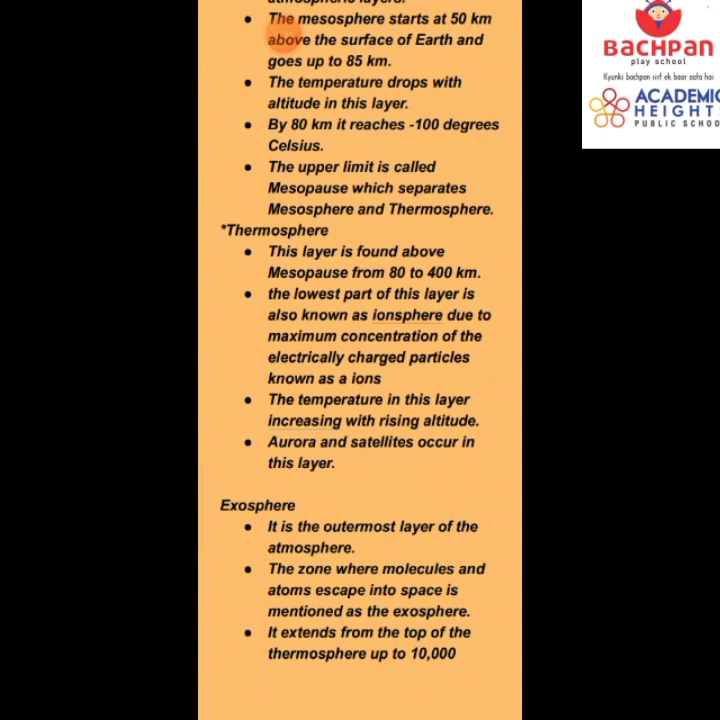 atmospheric layers.
● The mesosphere starts at 50 km
above the surface of Earth and
goes up to 85 km.
● The temperature drops with
altitude in this layer.
● By 80 km it reaches -100 degrees
Celsius.
● The upper limit is called
Mesopause which separates
Mesosphere and Thermosphere.
*Thermosphere
● This layer is found above
Mesopause from 80 to 400 km.
● the lowest part of this layer is
also known as ionsphere due to
maximum concentration of the
electrically charged particles
known as a ions
● The temperature in this layer
increasing with rising altitude.
● Aurora and satellites occur in
this layer.
Exosphere
● It is the outermost layer of the
atmosphere.
● The zone where molecules and
atoms escape into space is
mentioned as the exosphere.
● It extends from the top of the
thermosphere up to 10,000
BACHPAN
play school
Kyunki bachpan sirf ek baar aata hai
ACADEMIC
HEIGHTS
PUBLIC SCHOO